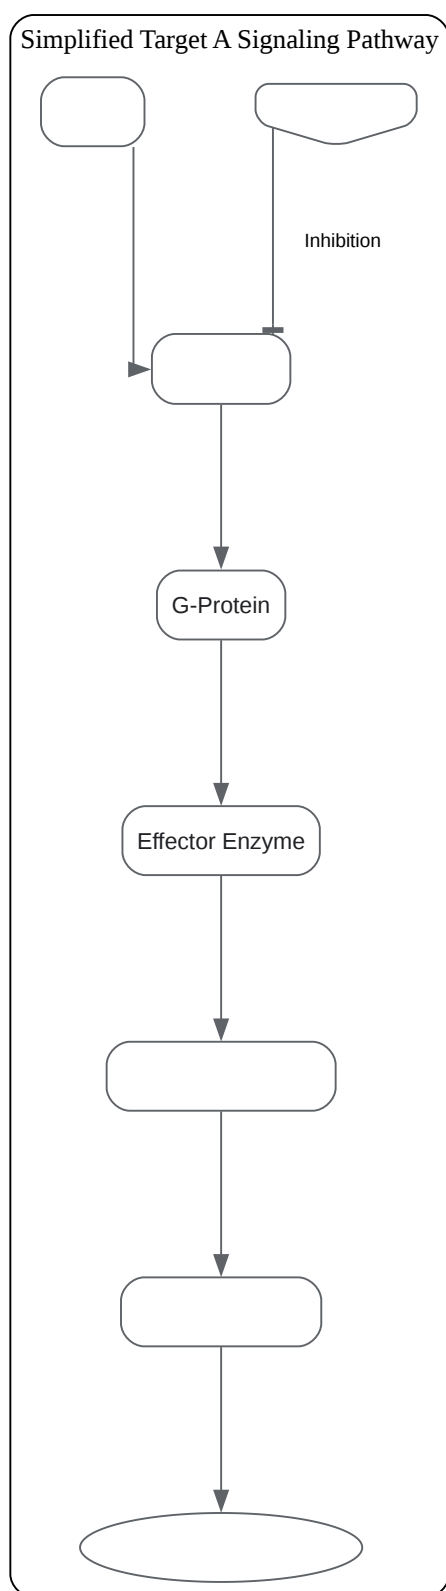 Simplified Target A Signaling Pathway
Inhibition
G-Protein
Effector Enzyme